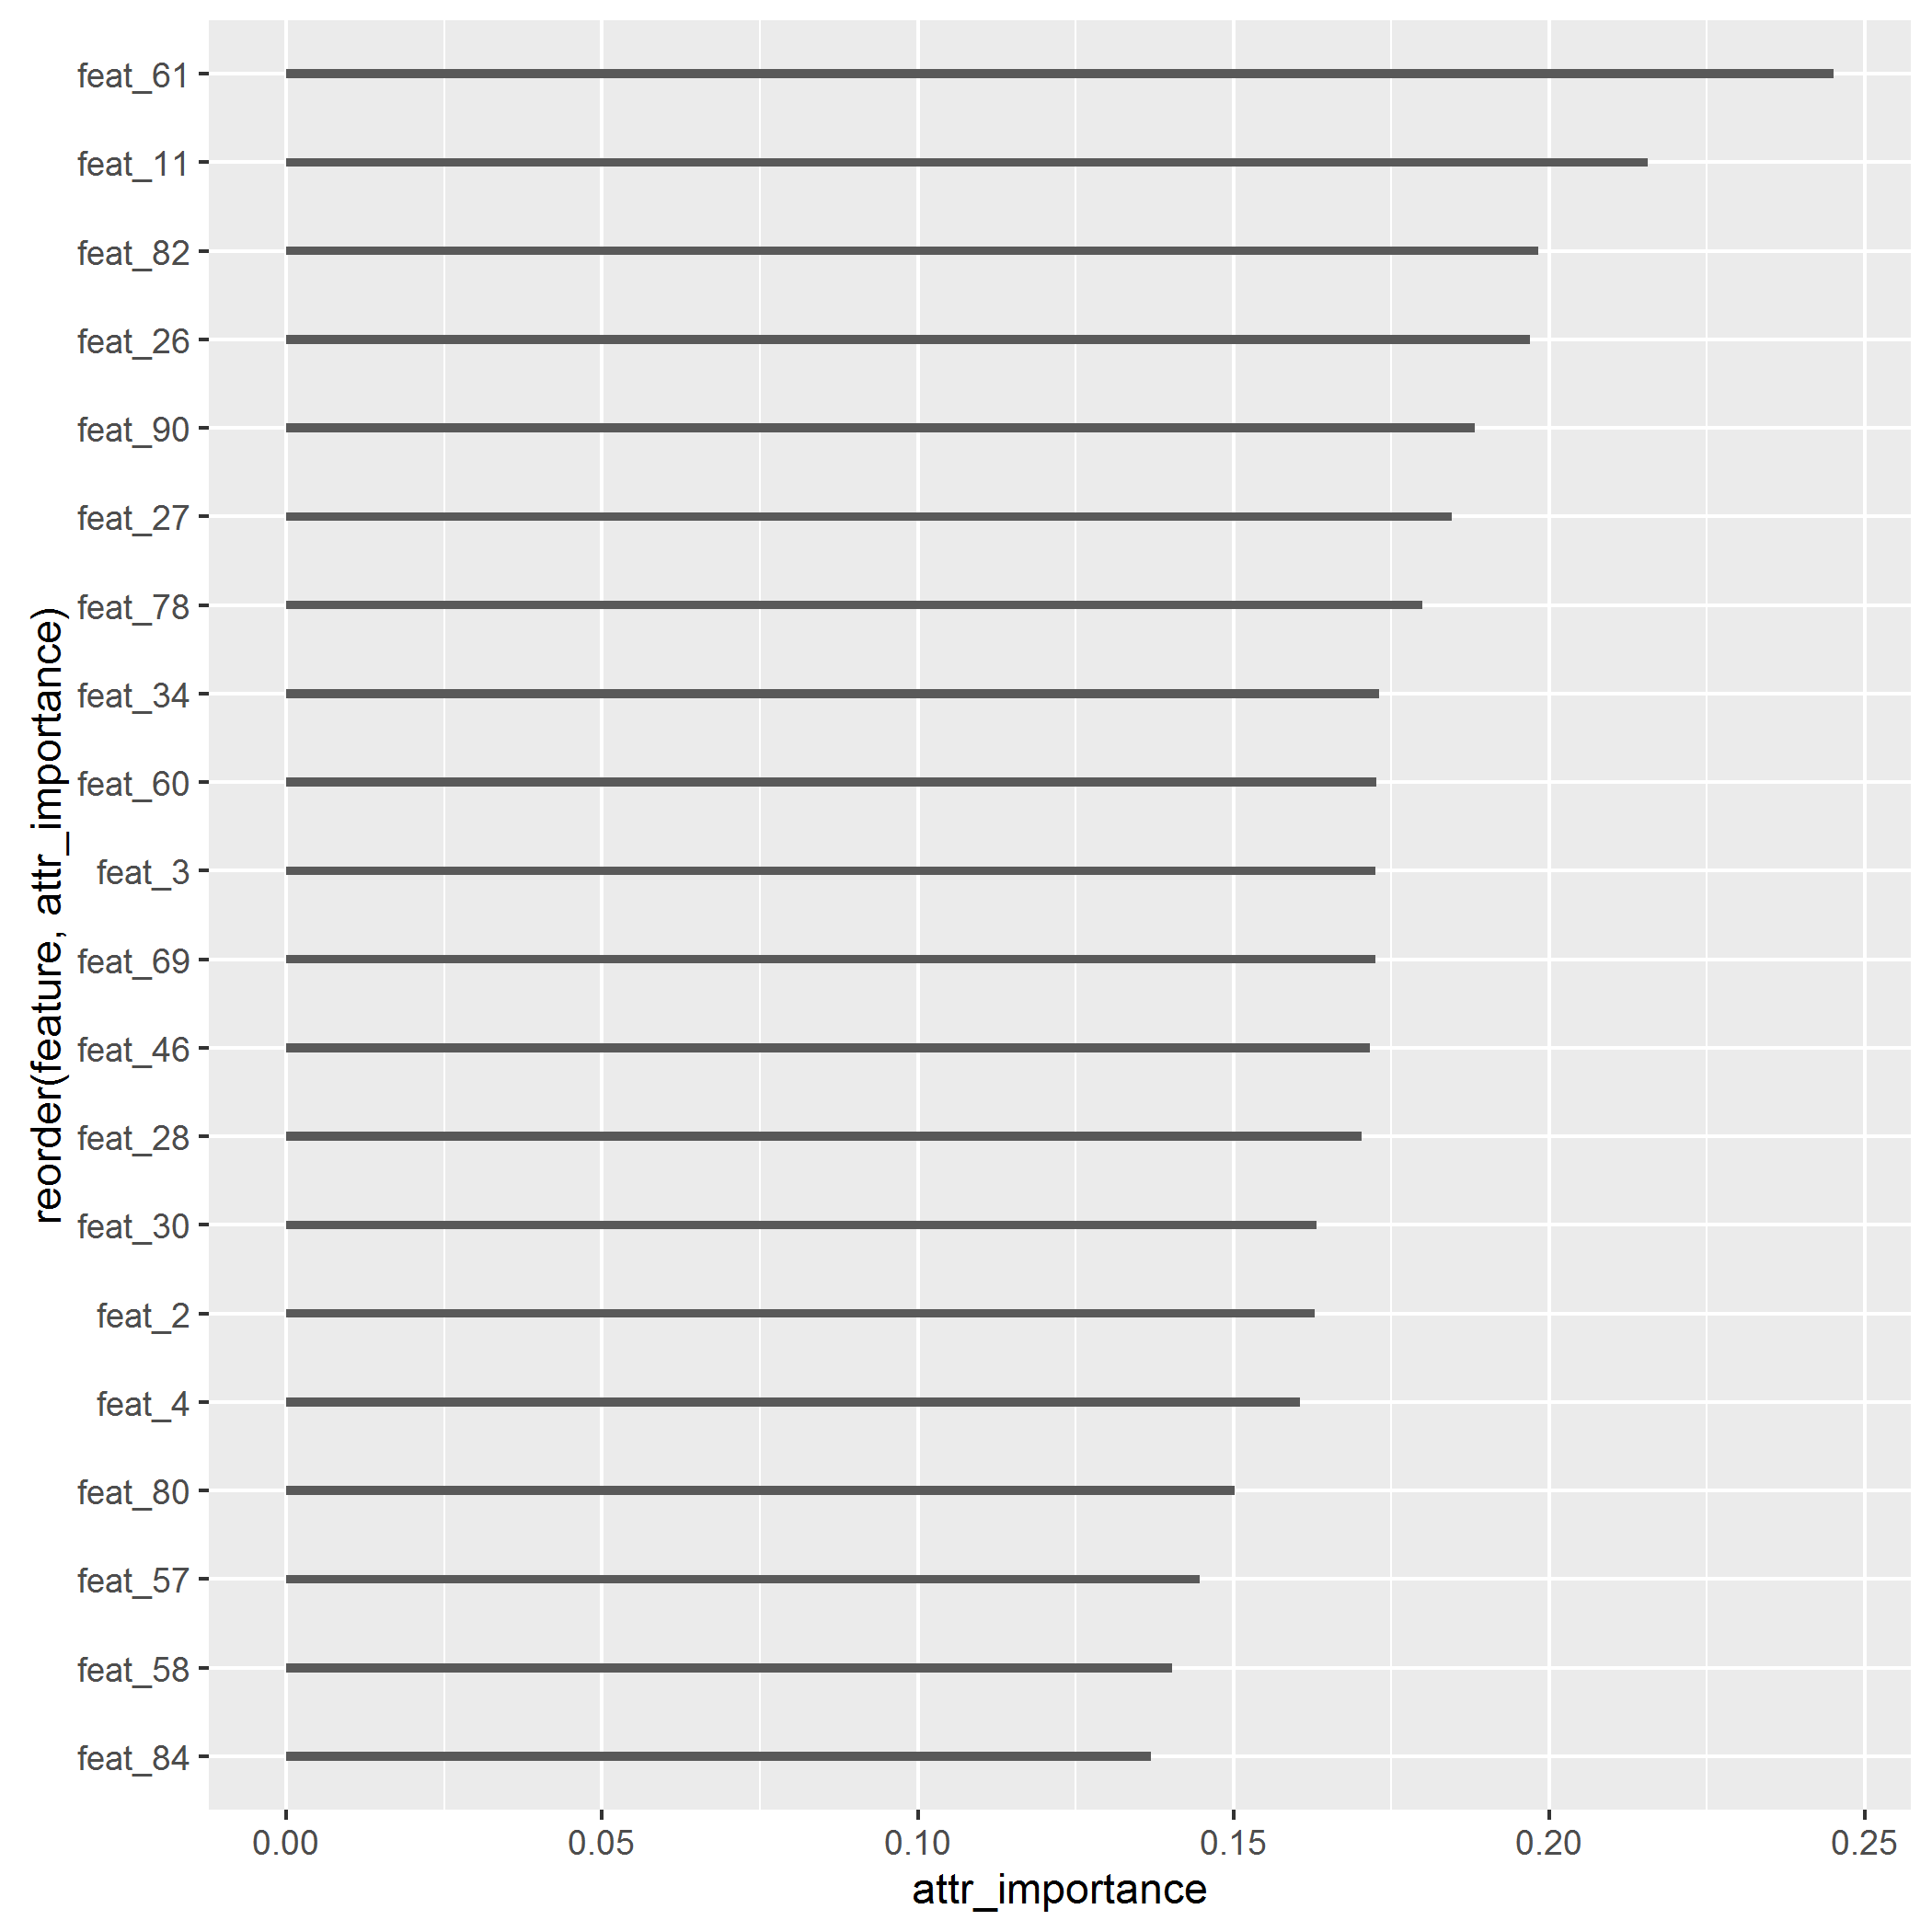 reorder(feature, attr_importance)
feat_61
feat_11
feat_82
feat_26
feat_90
feat_27
feat_78
feat_34
feat_60
feat_3
feat_69
feat_46
feat_28
feat_30
feat_2
feat_4
feat_80
feat_57
feat_58
feat_84
0.00 0.05 0.10 0.15 0.20 0.25
attr_importance